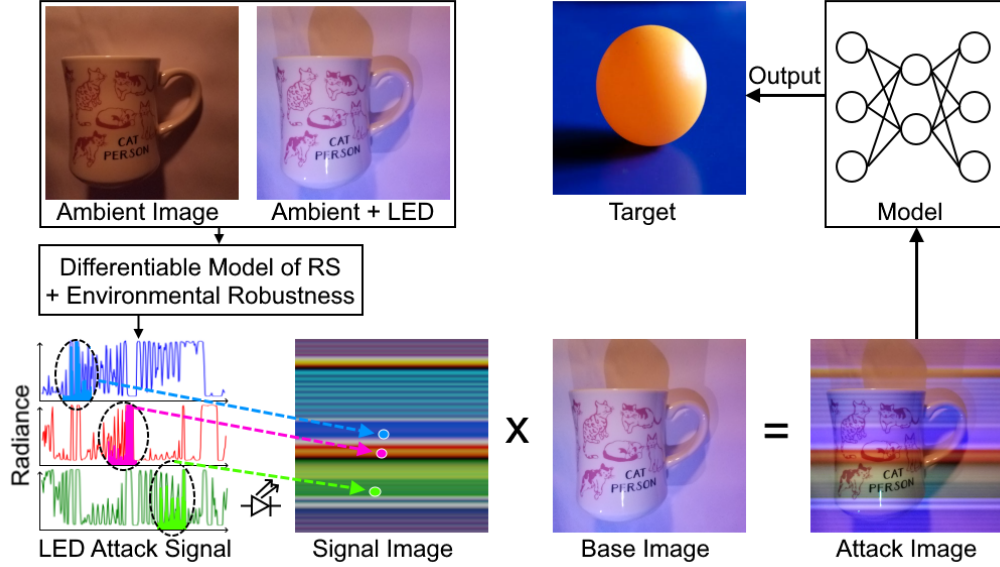 CAT
PERSON
CAT
PERSON
Ambient Image
Ambient + LED
Output
Target
Model
Differentiable Model of RS
+ Environmental Robustness
Radiance
LED Attack Signal
X
Signal Image
CAT
PERSON
=
Base Image
CAT
PERSON
Attack Image